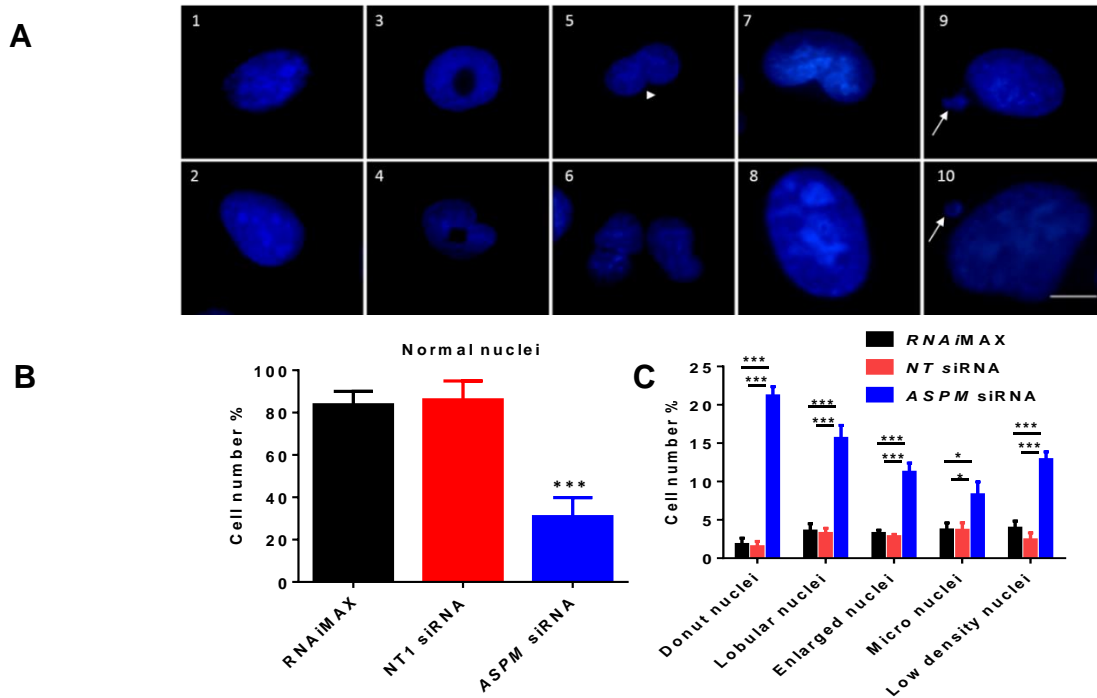 A
1 3 5 7 9
2 4 6 8 10
B
Normal nuclei
Cell number %
100
80
60
40
20
0
***
RNAiMAX
NT1 siRNA
ASPM siRNA
C
RNAiMAX
NT siRNA
ASPM siRNA
Cell number %
25
20
15
10
5
0
***
***
***
***
***
***
*
*
***
***
Donut nuclei
Lobular nuclei
Enlarged nuclei
Micro nuclei
Low density nuclei